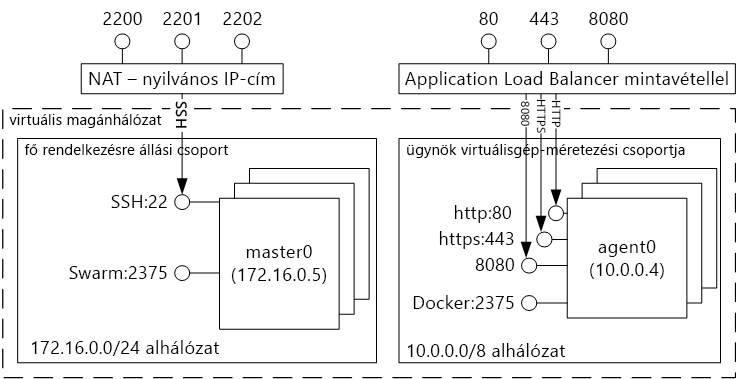 2200 2201 2202
80 443 8080
NAT – nyilvános IP-cím
Application Load Balancer mintavétellel
SSH
8080
HTTPS
HTTP
virtuális magánhálózat
fő rendelkezésre állási csoport
SSH:22
Swarm:2375
master0
(172.16.0.5)
172.16.0.0/24 alhálózat
ügynök virtuálisgép-méretezési csoportja
http:80
https:443
8080
Docker:2375
agent0
(10.0.0.4)
10.0.0.0/8 alhálózat